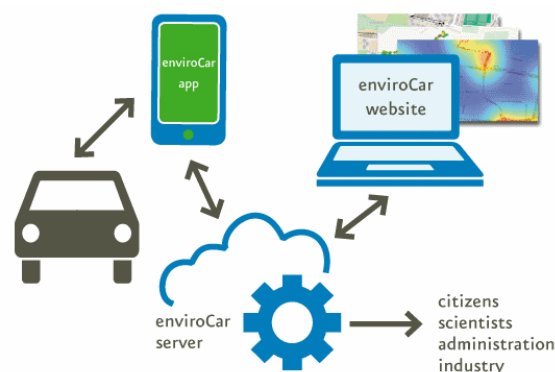 enviroCar
app
enviroCar
website
enviroCar
server
citizens
scientists
administration
industry